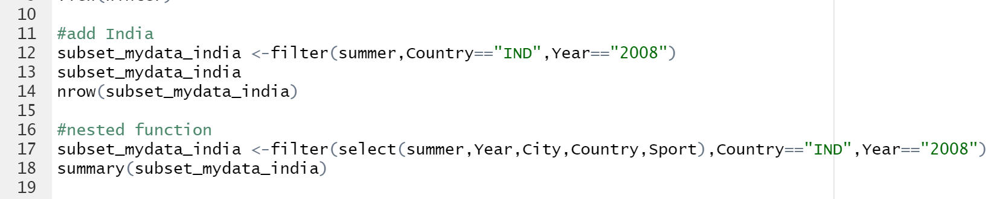 10
11 #add India
12 subset_mydata_india <-filter(summer,Country=="IND",Year=="2008")
13 subset_mydata_india
14 nrow(subset_mydata_india)
15
16 #nested function
17 subset_mydata_india <-filter(select(summer,Year,City,Country,Sport),Country=="IND",Year=="2008")
18 summary(subset_mydata_india)
19